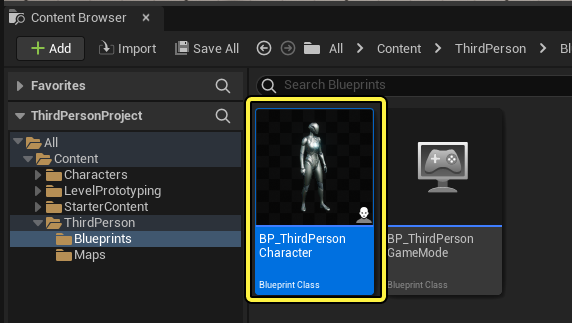 Content Browser
Add
Import
Save All
All
Content
ThirdPerson
Favorites
Search Blueprints
ThirdPersonProject
All
Content
Characters
LevelPrototyping
StarterContent
ThirdPerson
Blueprints
Maps
BP_ThirdPerson
Character
Blueprint Class
BP_ThirdPerson
GameMode
Blueprint Class